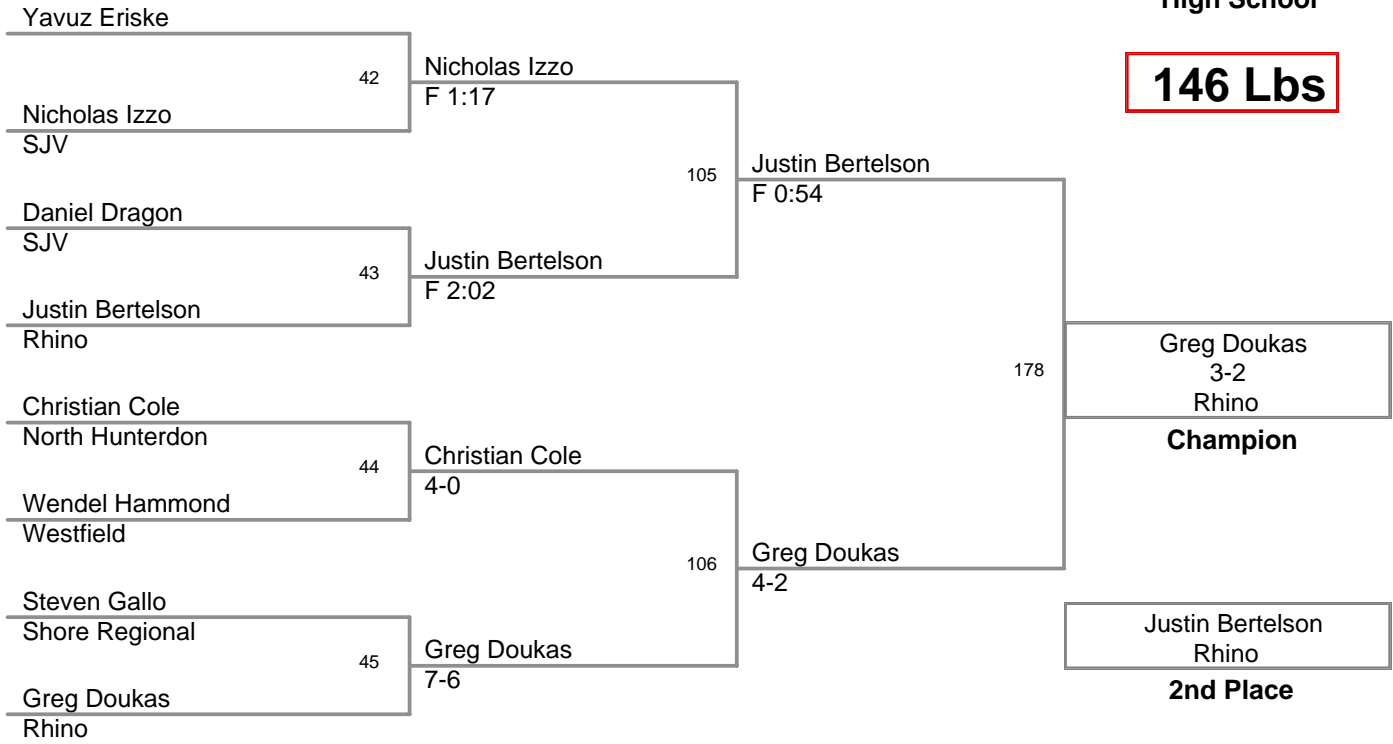 High School
146 Lbs
Yavuz Eriske
42
Nicholas Izzo
SJV
Nicholas Izzo
F 1:17
Daniel Dragon
SJV
43
Justin Bertelson
Rhino
Justin Bertelson
F 2:02
105
Justin Bertelson
F 0:54
Christian Cole
North Hunterdon
44
Wendel Hammond
Westfield
Christian Cole
4-0
Steven Gallo
Shore Regional
45
Greg Doukas
Rhino
Greg Doukas
7-6
106
Greg Doukas
4-2
178
Greg Doukas
3-2
Rhino
Champion
Justin Bertelson
Rhino
2nd Place